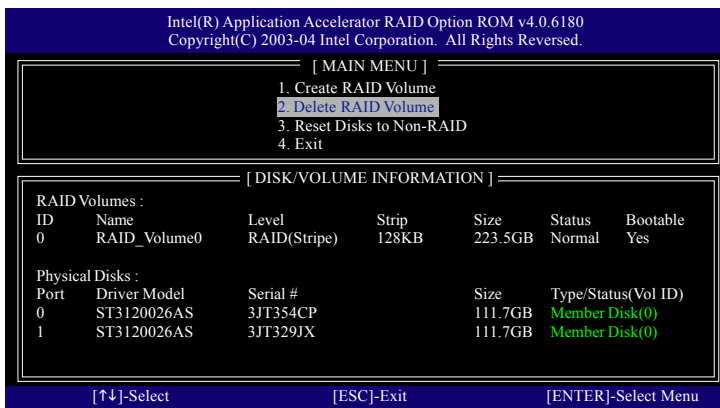 Intel(R) Application Accelerator RAID Option ROM v4.0.6180
Copyright(C) 2003-04 Intel Corporation. All Rights Reversed.
[ MAIN MENU ]
1. Create RAID Volume
2. Delete RAID Volume
3. Reset Disks to Non-RAID
4. Exit
[ DISK/VOLUME INFORMATION ]
RAID Volumes :
ID Name Level Strip Size Status Bootable
0 RAID_Volume0 RAID(Stripe) 128KB 223.5GB Normal Yes
Physical Disks :
Port Driver Model Serial # Size Type/Status(Vol ID)
0 ST3120026AS 3JT354CP 111.7GB Member Disk(0)
1 ST3120026AS 3JT329JX 111.7GB Member Disk(0)
[↑↓]-Select [ESC]-Exit [ENTER]-Select Menu